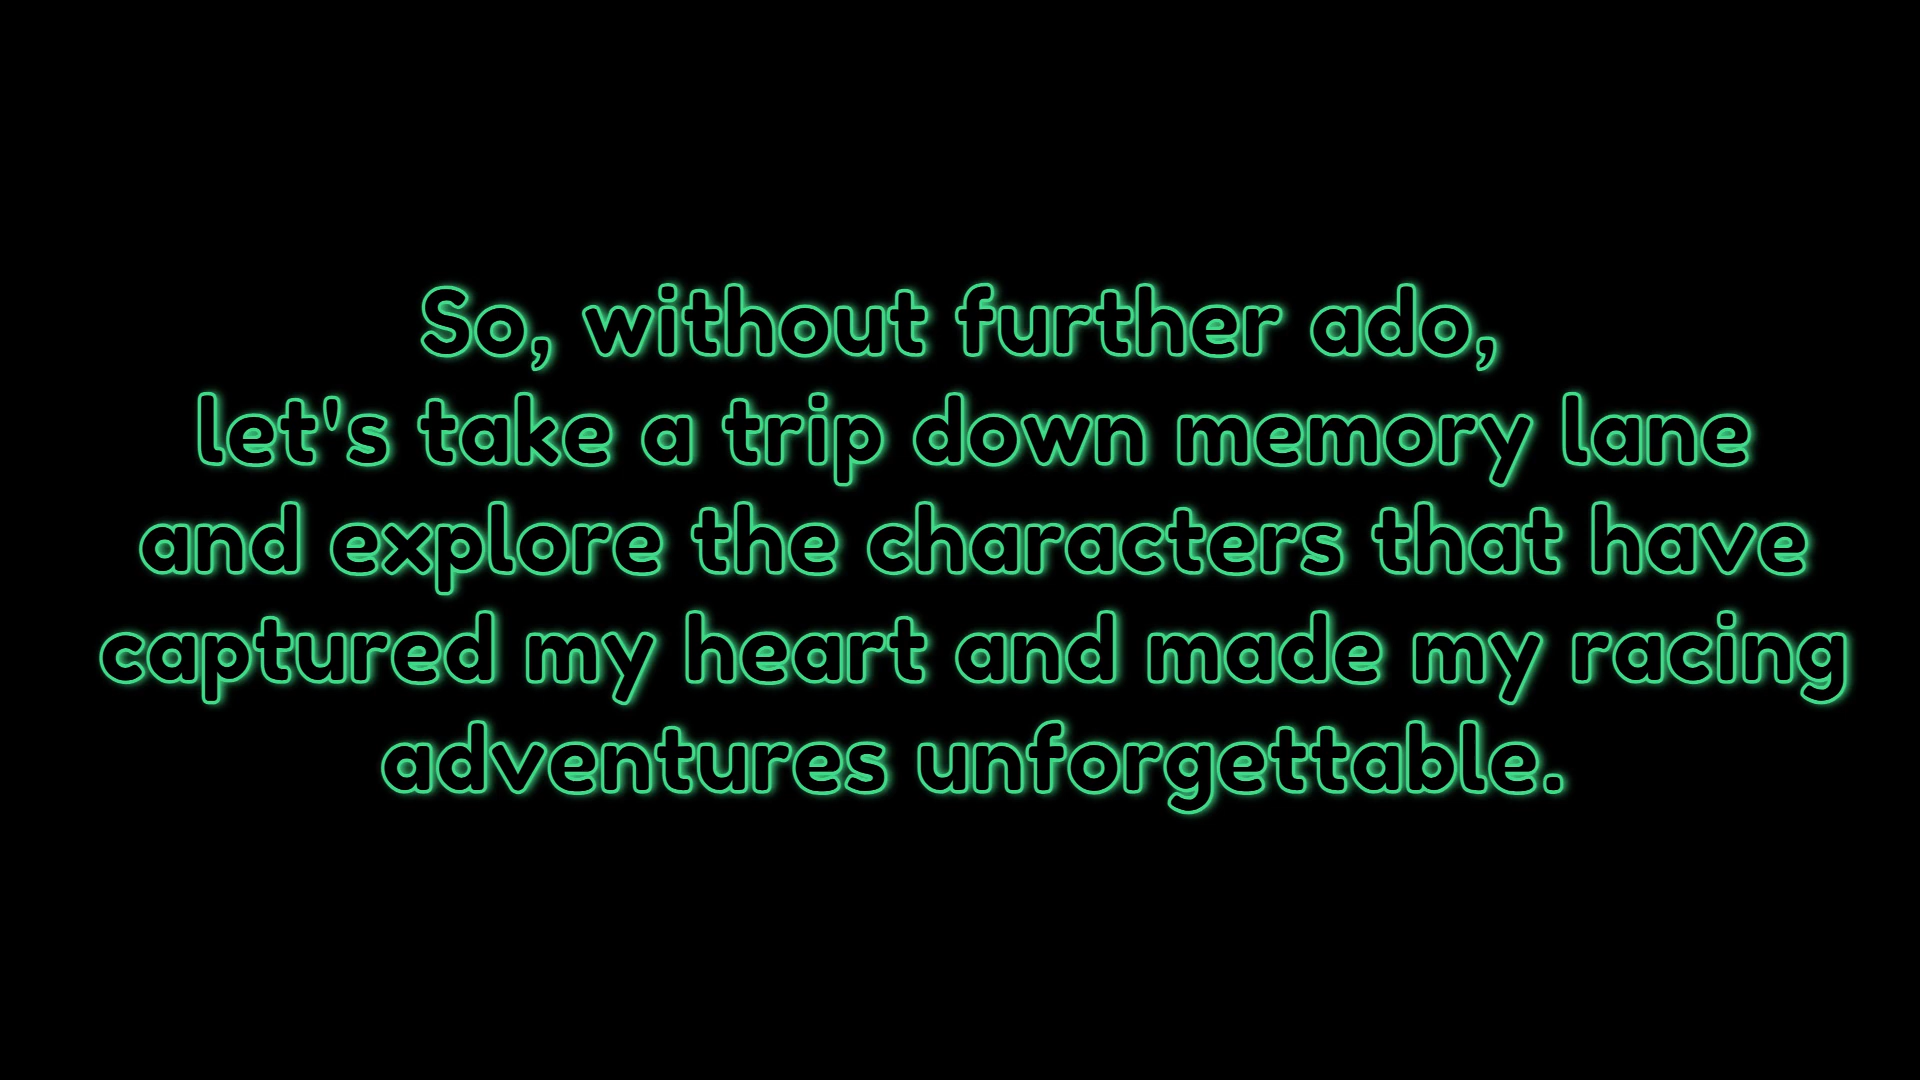 So, without further ado,
let's take a trip down memory lane
and explore the characters that have
captured my heart and made my racing
adventures unforgettable.